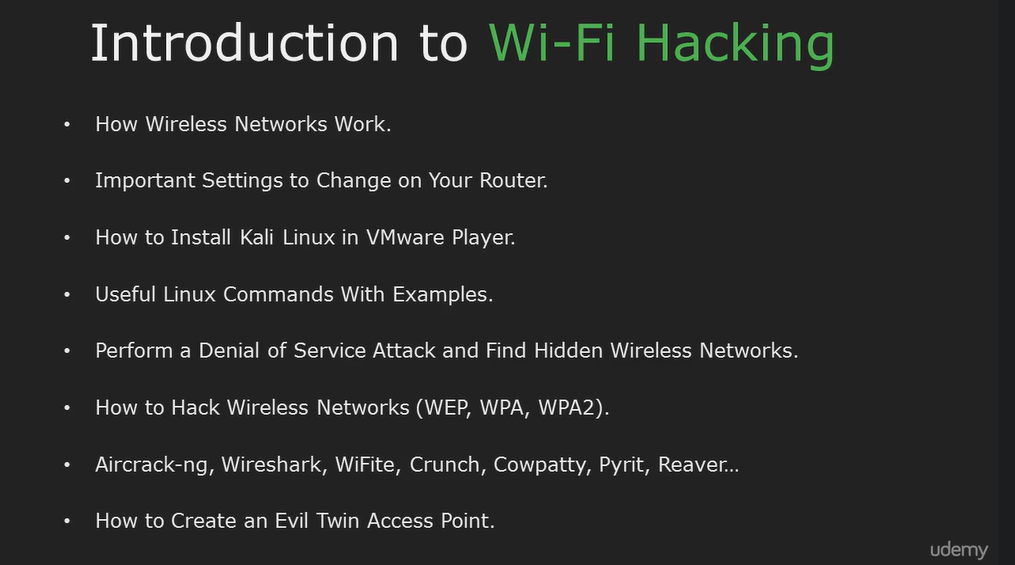 Introduction to Wi-Fi Hacking
• How Wireless Networks Work.
• Important Settings to Change on Your Router.
• How to Install Kali Linux in VMware Player.
• Useful Linux Commands With Examples.
• Perform a Denial of Service Attack and Find Hidden Wireless Networks.
• How to Hack Wireless Networks (WEP, WPA, WPA2).
• Aircrack-ng, Wireshark, WiFite, Crunch, Cowpatty, Pyrit, Reaver...
• How to Create an Evil Twin Access Point.
udemy